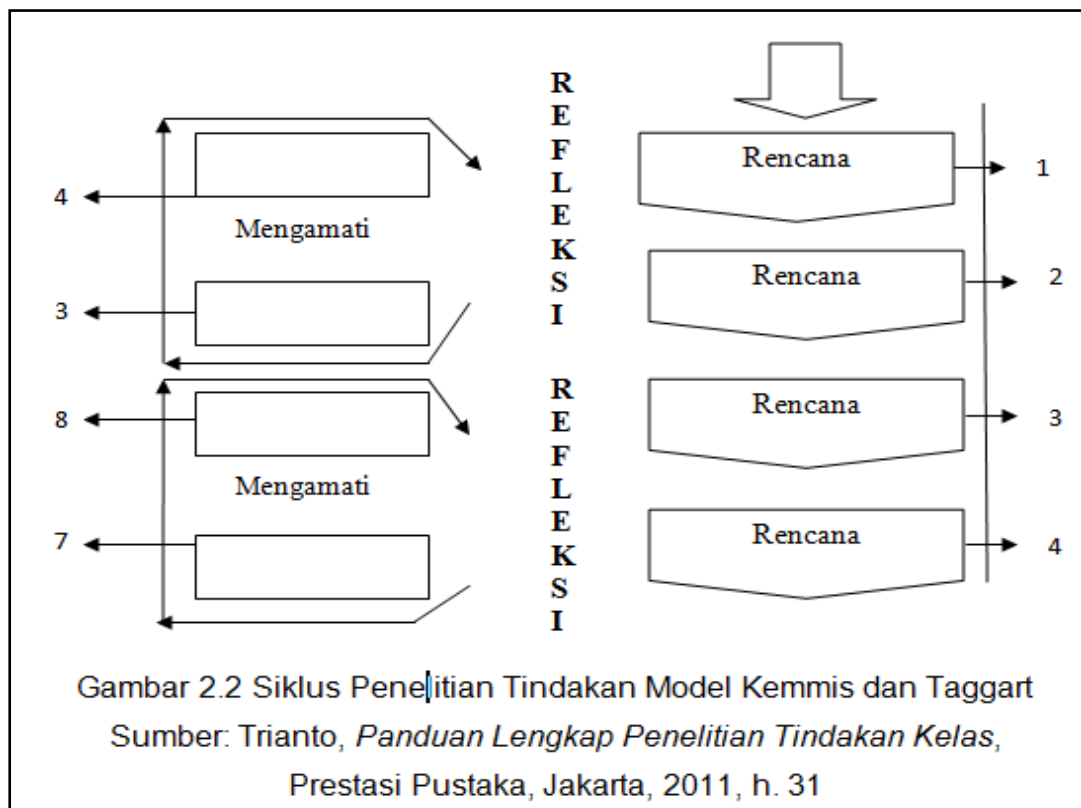 4
Mengamati
3
8
Mengamati
7
R
E
F
L
E
K
S
I
R
E
F
L
E
K
S
I
Rencana
1
Rencana
2
Rencana
3
Rencana
4
Gambar 2.2 Siklus Penelitian Tindakan Model Kemmis dan Taggart
Sumber: Trianto, Panduan Lengkap Penelitian Tindakan Kelas,
Prestasi Pustaka, Jakarta, 2011, h. 31